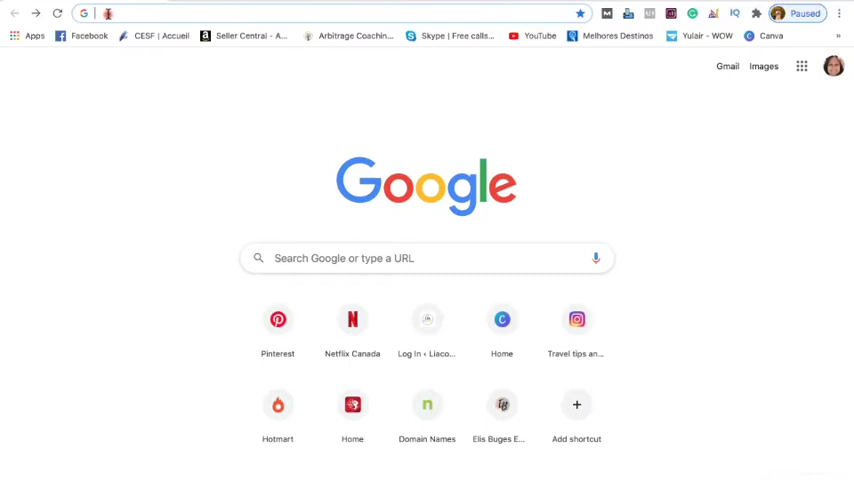 Paused
Apps Facebook CESF | Accueil Seller Central - A... Arbitrage Coachin... Skype | Free calls... YouTube Melhores Destinos Yulair - WOW Canva »
Gmail Images
Google
Search Google or type a URL
Pinterest Netflix Canada Log In ‹ Liaco... Home Travel tips an...
Hotmart Home Domain Names Elis Buges E... Add shortcut